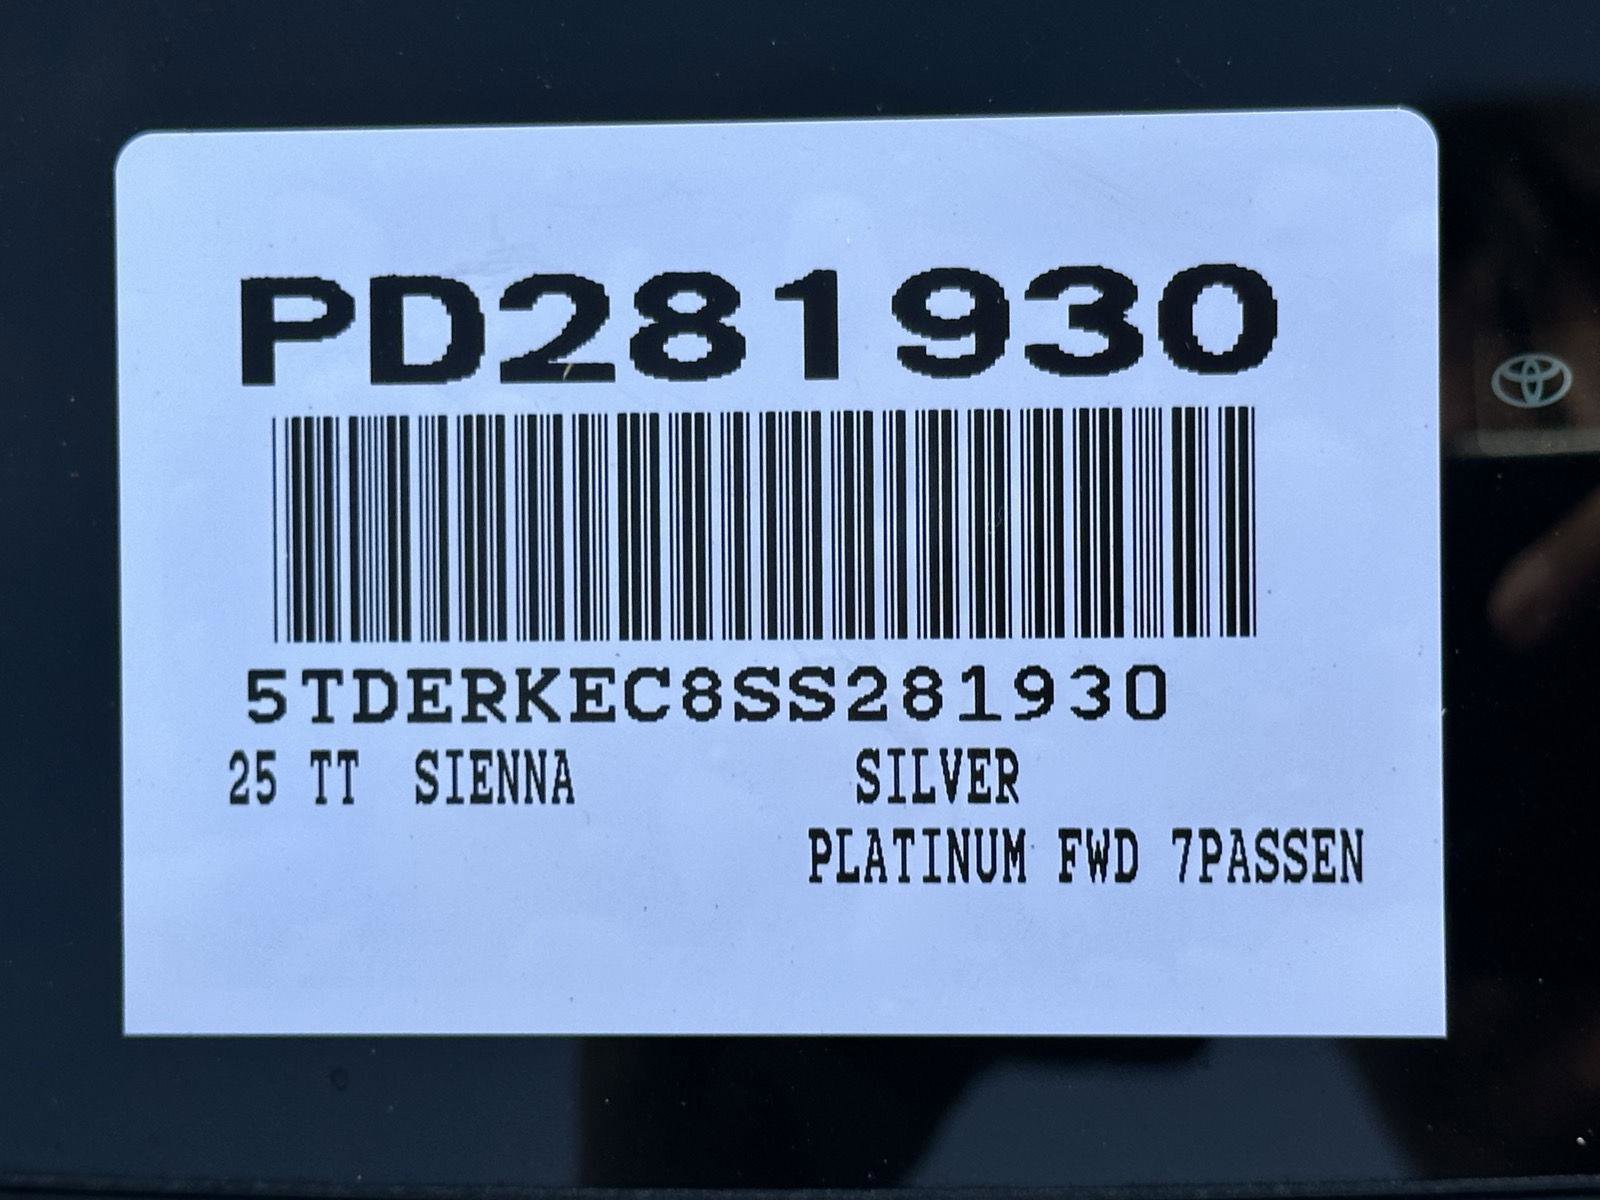 PD281930
5TDERKEC8SS281930
25 TT SIENNA SILVER
PLATINUM FWD 7PASSEN